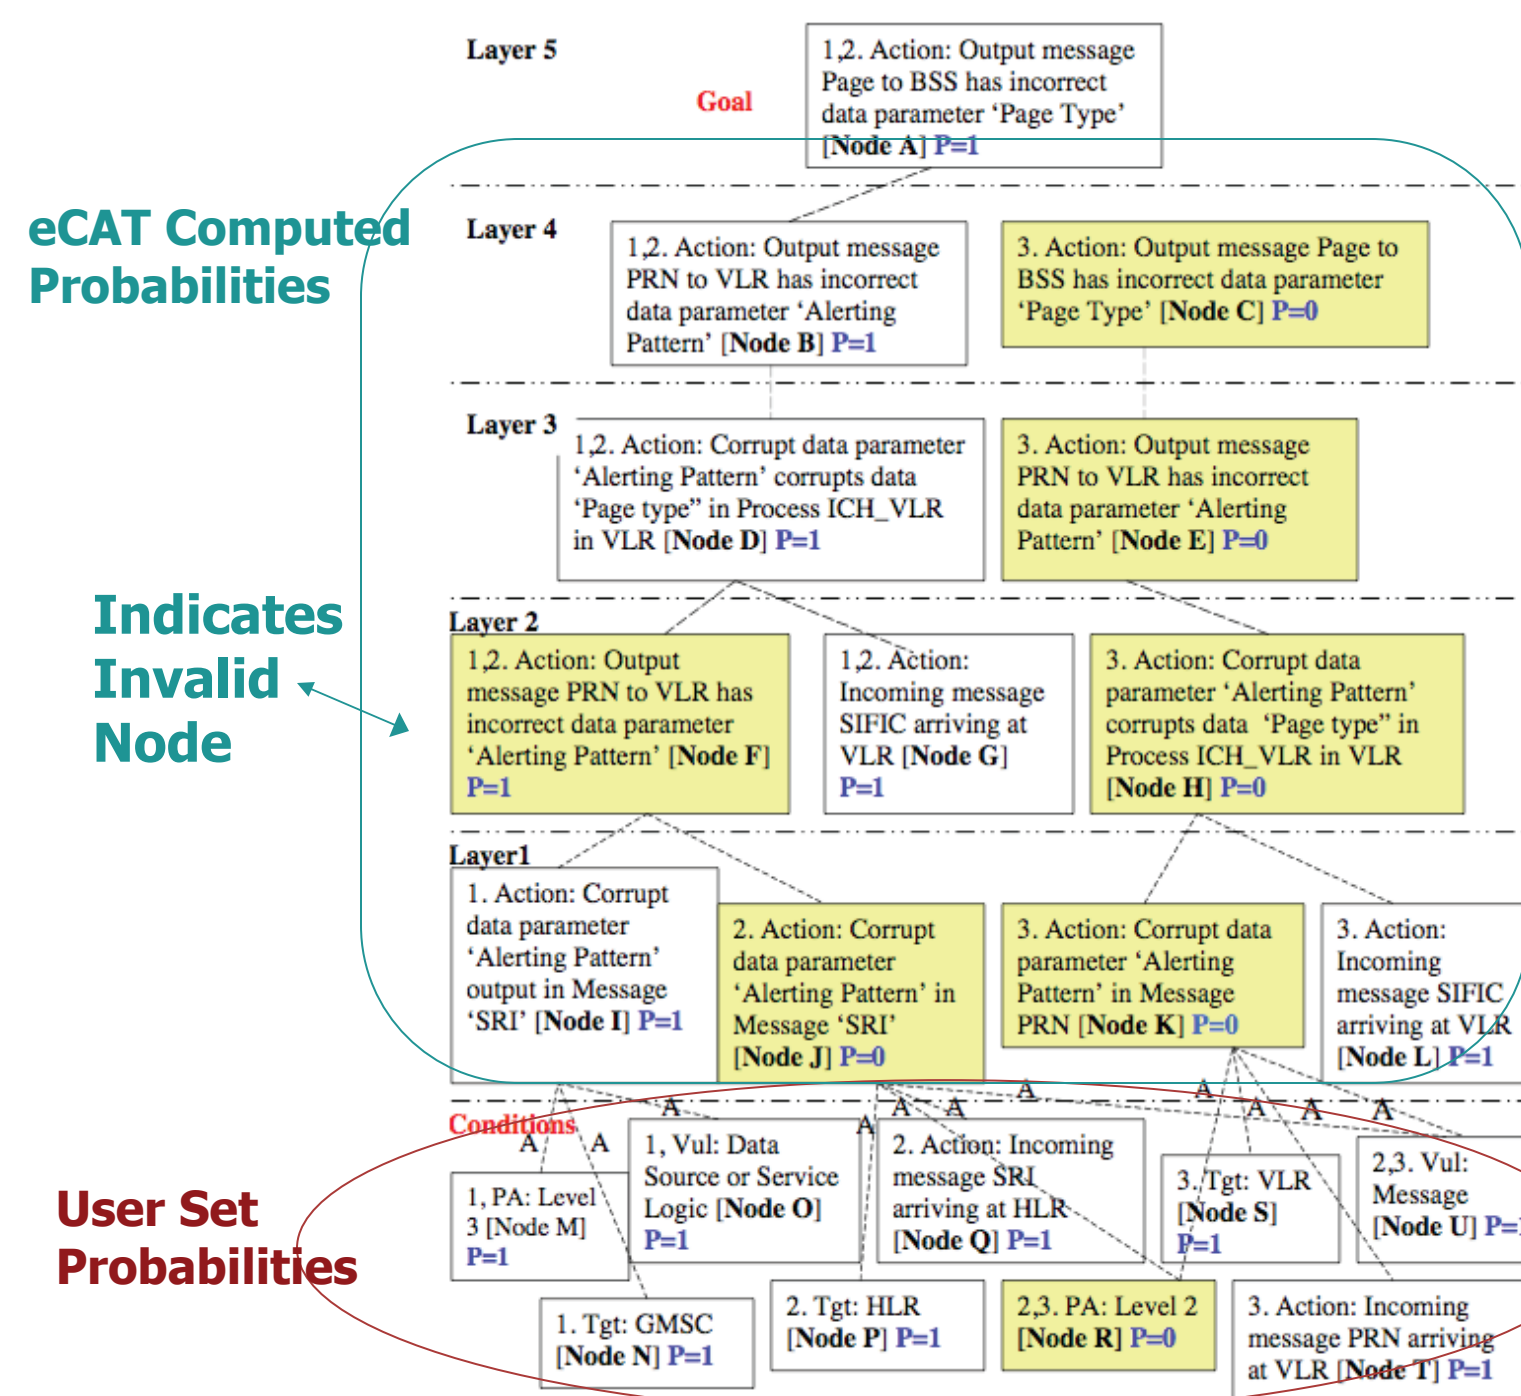 Layer 5
1,2. Action: Output message
Page to BSS has incorrect
data parameter ‘Page Type’
[Node A] P=1
Goal
eCAT Computed
Probabilities
Layer 4
1,2. Action: Output message
PRN to VLR has incorrect
data parameter ‘Alerting
Pattern’ [Node B] P=1
3. Action: Output message Page to
BSS has incorrect data parameter
‘Page Type’ [Node C] P=0
Layer 3
1,2. Action: Corrupt data parameter
‘Alerting Pattern’ corrupts data
‘Page type” in Process ICH_VLR
in VLR [Node D] P=1
3. Action: Output message
PRN to VLR has incorrect
data parameter ‘Alerting
Pattern’ [Node E] P=0
Indicates
Invalid
Node
Layer 2
1,2. Action: Output
message PRN to VLR has
incorrect data parameter
‘Alerting Pattern’ [Node F]
P=1
1,2. Action:
Incoming message
SIFIC arriving at
VLR [Node G]
P=1
3. Action: Corrupt data
parameter ‘Alerting Pattern’
corrupts data ‘Page type” in
Process ICH_VLR in VLR
[Node H] P=0
Layer1
1. Action: Corrupt
data parameter
‘Alerting Pattern’
output in Message
‘SRI’ [Node I] P=1
2. Action: Corrupt
data parameter
‘Alerting Pattern’ in
Message ‘SRI’
[Node J] P=0
3. Action: Corrupt data
parameter ‘Alerting
Pattern’ in Message
PRN [Node K] P=0
3. Action:
Incoming
message SIFIC
arriving at VLR
[Node L] P=1
Conditions
A
A
A
A
A
A
A
A
A
A
A
User Set
Probabilities
1, PA: Level
3 [Node M]
P=1
1, Vul: Data
Source or Service
Logic [Node O]
P=1
2. Action: Incoming
message SRI
arriving at HLR
[Node Q] P=1
3. Tgt: VLR
[Node S]
P=1
2,3. Vul:
Message
[Node U] P=
1. Tgt: GMSC
[Node N] P=1
2. Tgt: HLR
[Node P] P=1
2,3. PA: Level 2
[Node R] P=0
3. Action: Incoming
message PRN arriving
at VLR [Node T] P=1